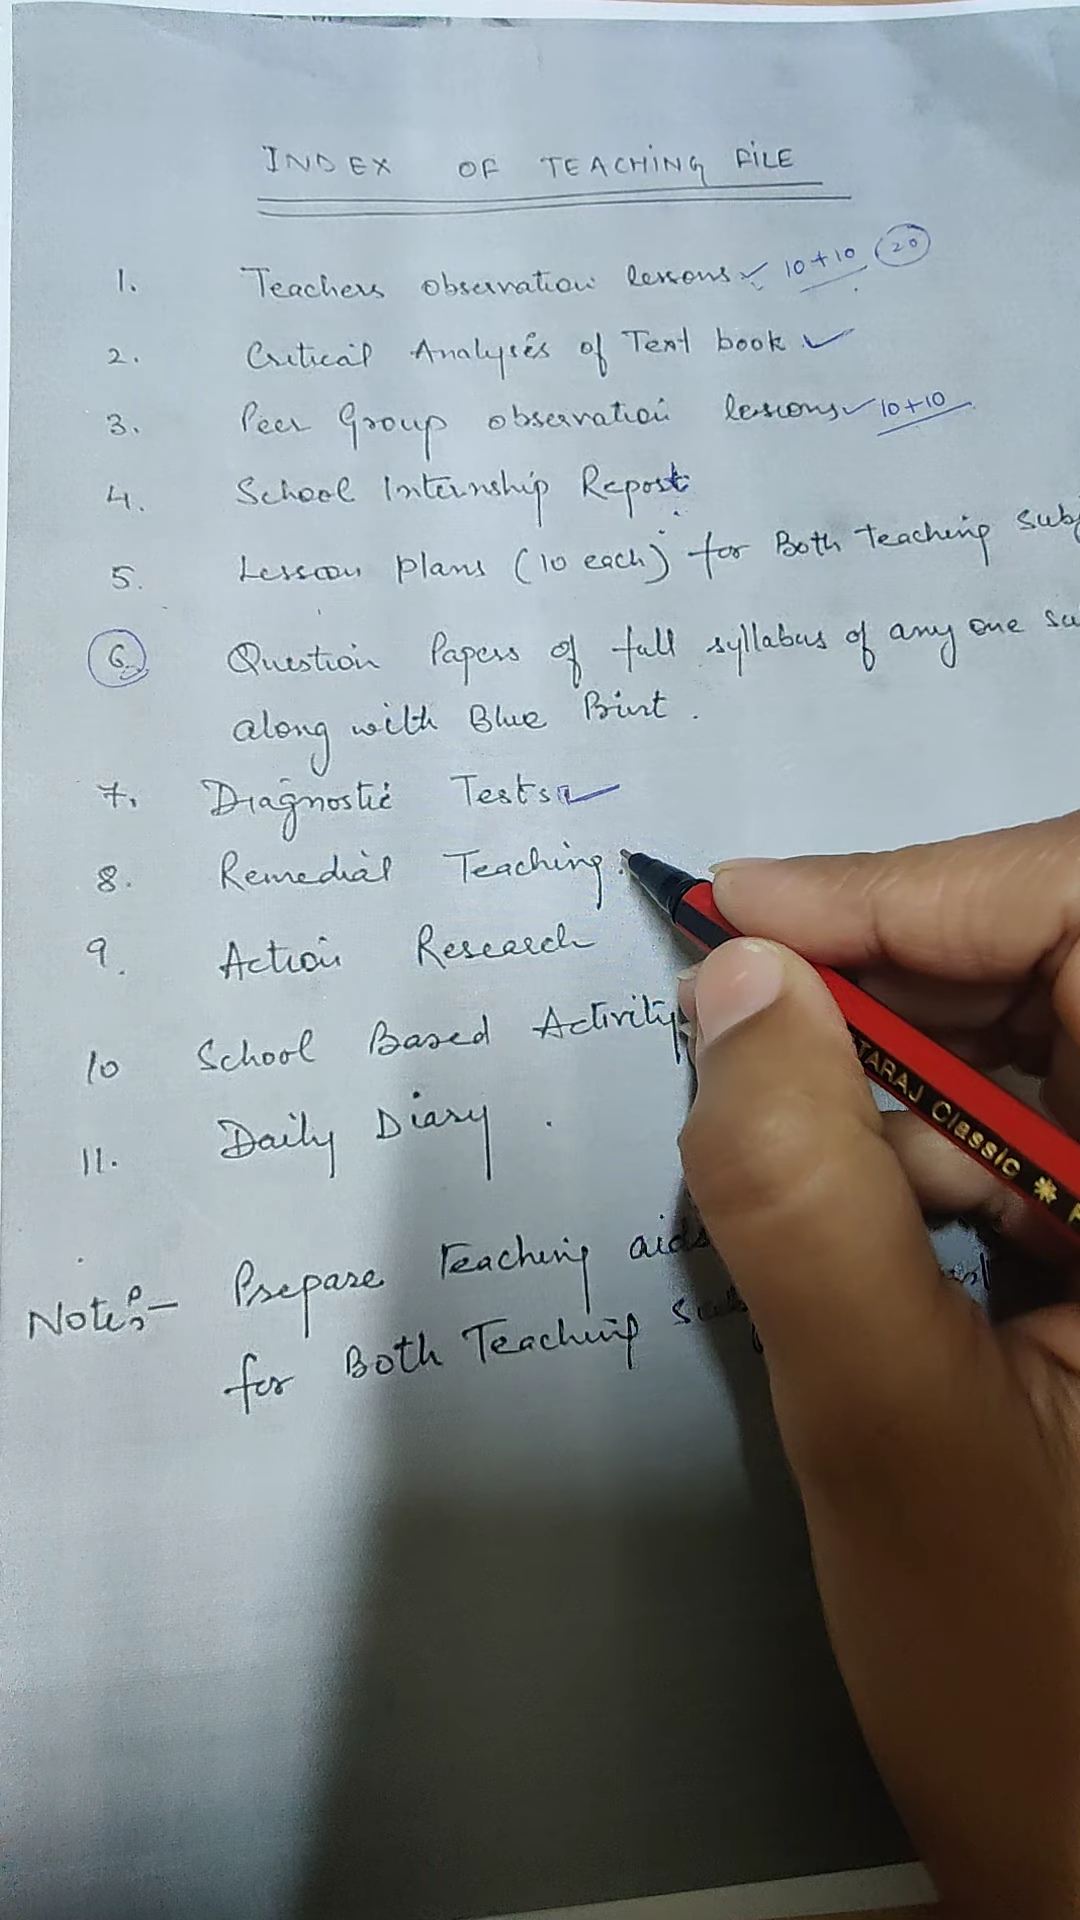 INDEX OF TEACHING FILE
1. Teachers observation lessons ✓ 10+10 20
2. Critical Analysis of Text book ✓
3. Peer Group observation lessons ✓ 10+10
4. School Internship Report
5. Lesson plans (10 each) for Both Teaching
6. Question Papers of full syllabus of any one
along with Blue Print.
7. Diagnostic Tests ✓
8. Remedial Teaching.
9. Action Research
10 School Based Activity
11. Daily Diary.
Note:- Prepare Teaching aids
for Both Teaching
NATARAJ Classic